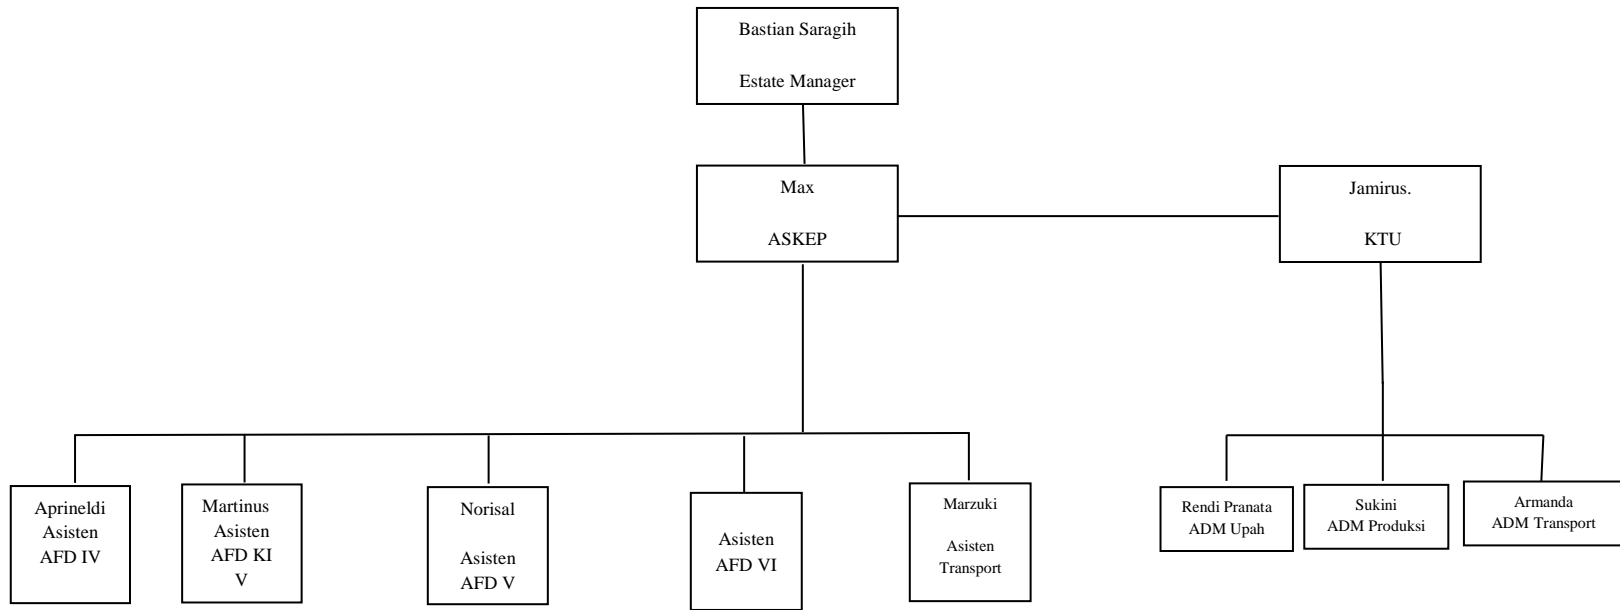 Bastian Saragih
Estate Manager
Max
ASKEP
Jamirus.
KTU
Aprineldi
Asisten
AFD IV
Martinus
Asisten
AFD KI
V
Norisal
Asisten
AFD V
Asisten
AFD VI
Marzuki
Asisten
Transport
Rendi Pranata
ADM Upah
Sukini
ADM Produksi
Armanda
ADM Transport